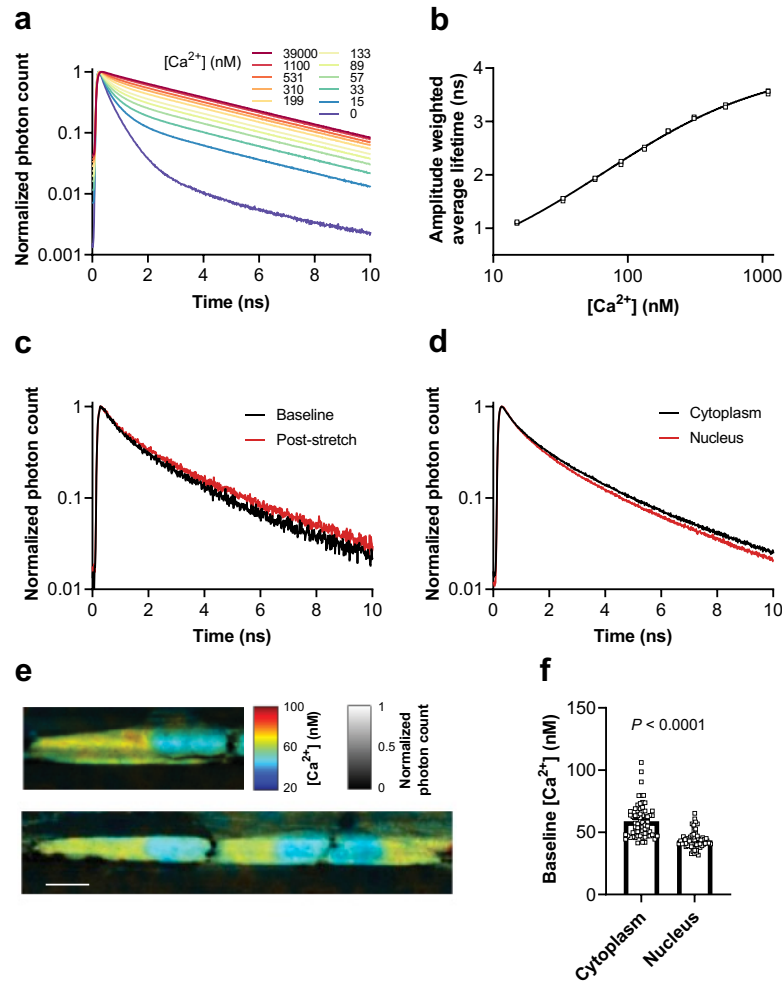 a
[Ca2+] (nM)
39000 133
1100 89
531 57
310 33
199 15
0
Normalized photon count
1
0.1
0.01
0.001
0 2 4 6 8 10
Time (ns)
b
Amplitude weighted
average lifetime (ns)
4
3
2
1
10 100 1000
[Ca2+] (nM)
c
Normalized photon count
1
0.1
0.01
Baseline
Post-stretch
0 2 4 6 8 10
Time (ns)
d
Normalized photon count
1
0.1
0.01
Cytoplasm
Nucleus
0 2 4 6 8 10
Time (ns)
e
100
60
20
[Ca2+] (nM)
1
0.5
0
Normalized
photon count
f
Baseline [Ca2+] (nM)
150
100
50
0
P < 0.0001
Cytoplasm
Nucleus